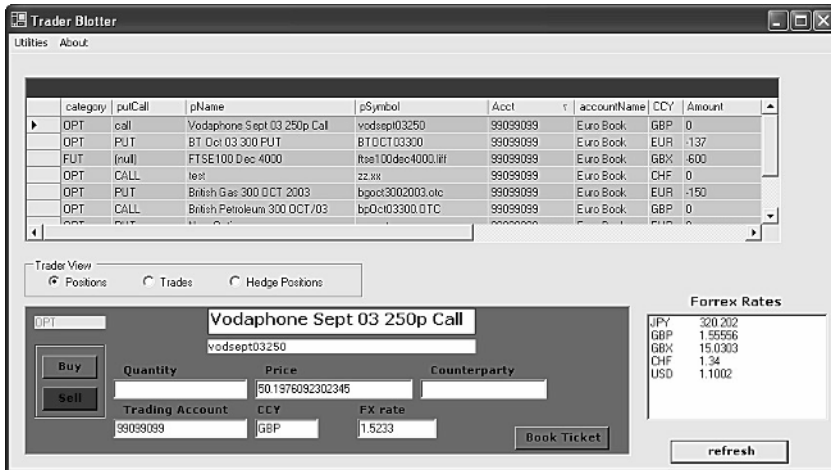 Trader Blotter
Utilities About
category putCall pName pSymbol Acct accountName CCY Amount
OPT call Vodaphone Sept 03 250p Call vodsept03250 99099099 Euro Book GBP 0
OPT PUT BT Oct 03 300 PUT BTOCT03300 99099099 Euro Book EUR -137
FUT (null) FTSE100 Dec 4000 ftse100dec4000.liff 99099099 Euro Book GBX -600
OPT CALL test zz.xx 99099099 Euro Book CHF 0
OPT PUT British Gas 300 OCT 2003 bgoct3002003.otc 99099099 Euro Book EUR -150
OPT CALL British Petroleum 300 OCT/03 bpOct03300.OTC 99099099 Euro Book GBP 0
Trader View
Positions Trades Hedge Positions
Forrex Rates
OPT Vodaphone Sept 03 250p Call
vodsept03250
JPY 320.202
GBP 1.55556
GBX 15.0303
CHF 1.34
USD 1.1002
Buy
Sell
Quantity Price Counterparty
50.1976092302345
Trading Account CCY FX rate
99099099 GBP 1.5233
Book Ticket
refresh